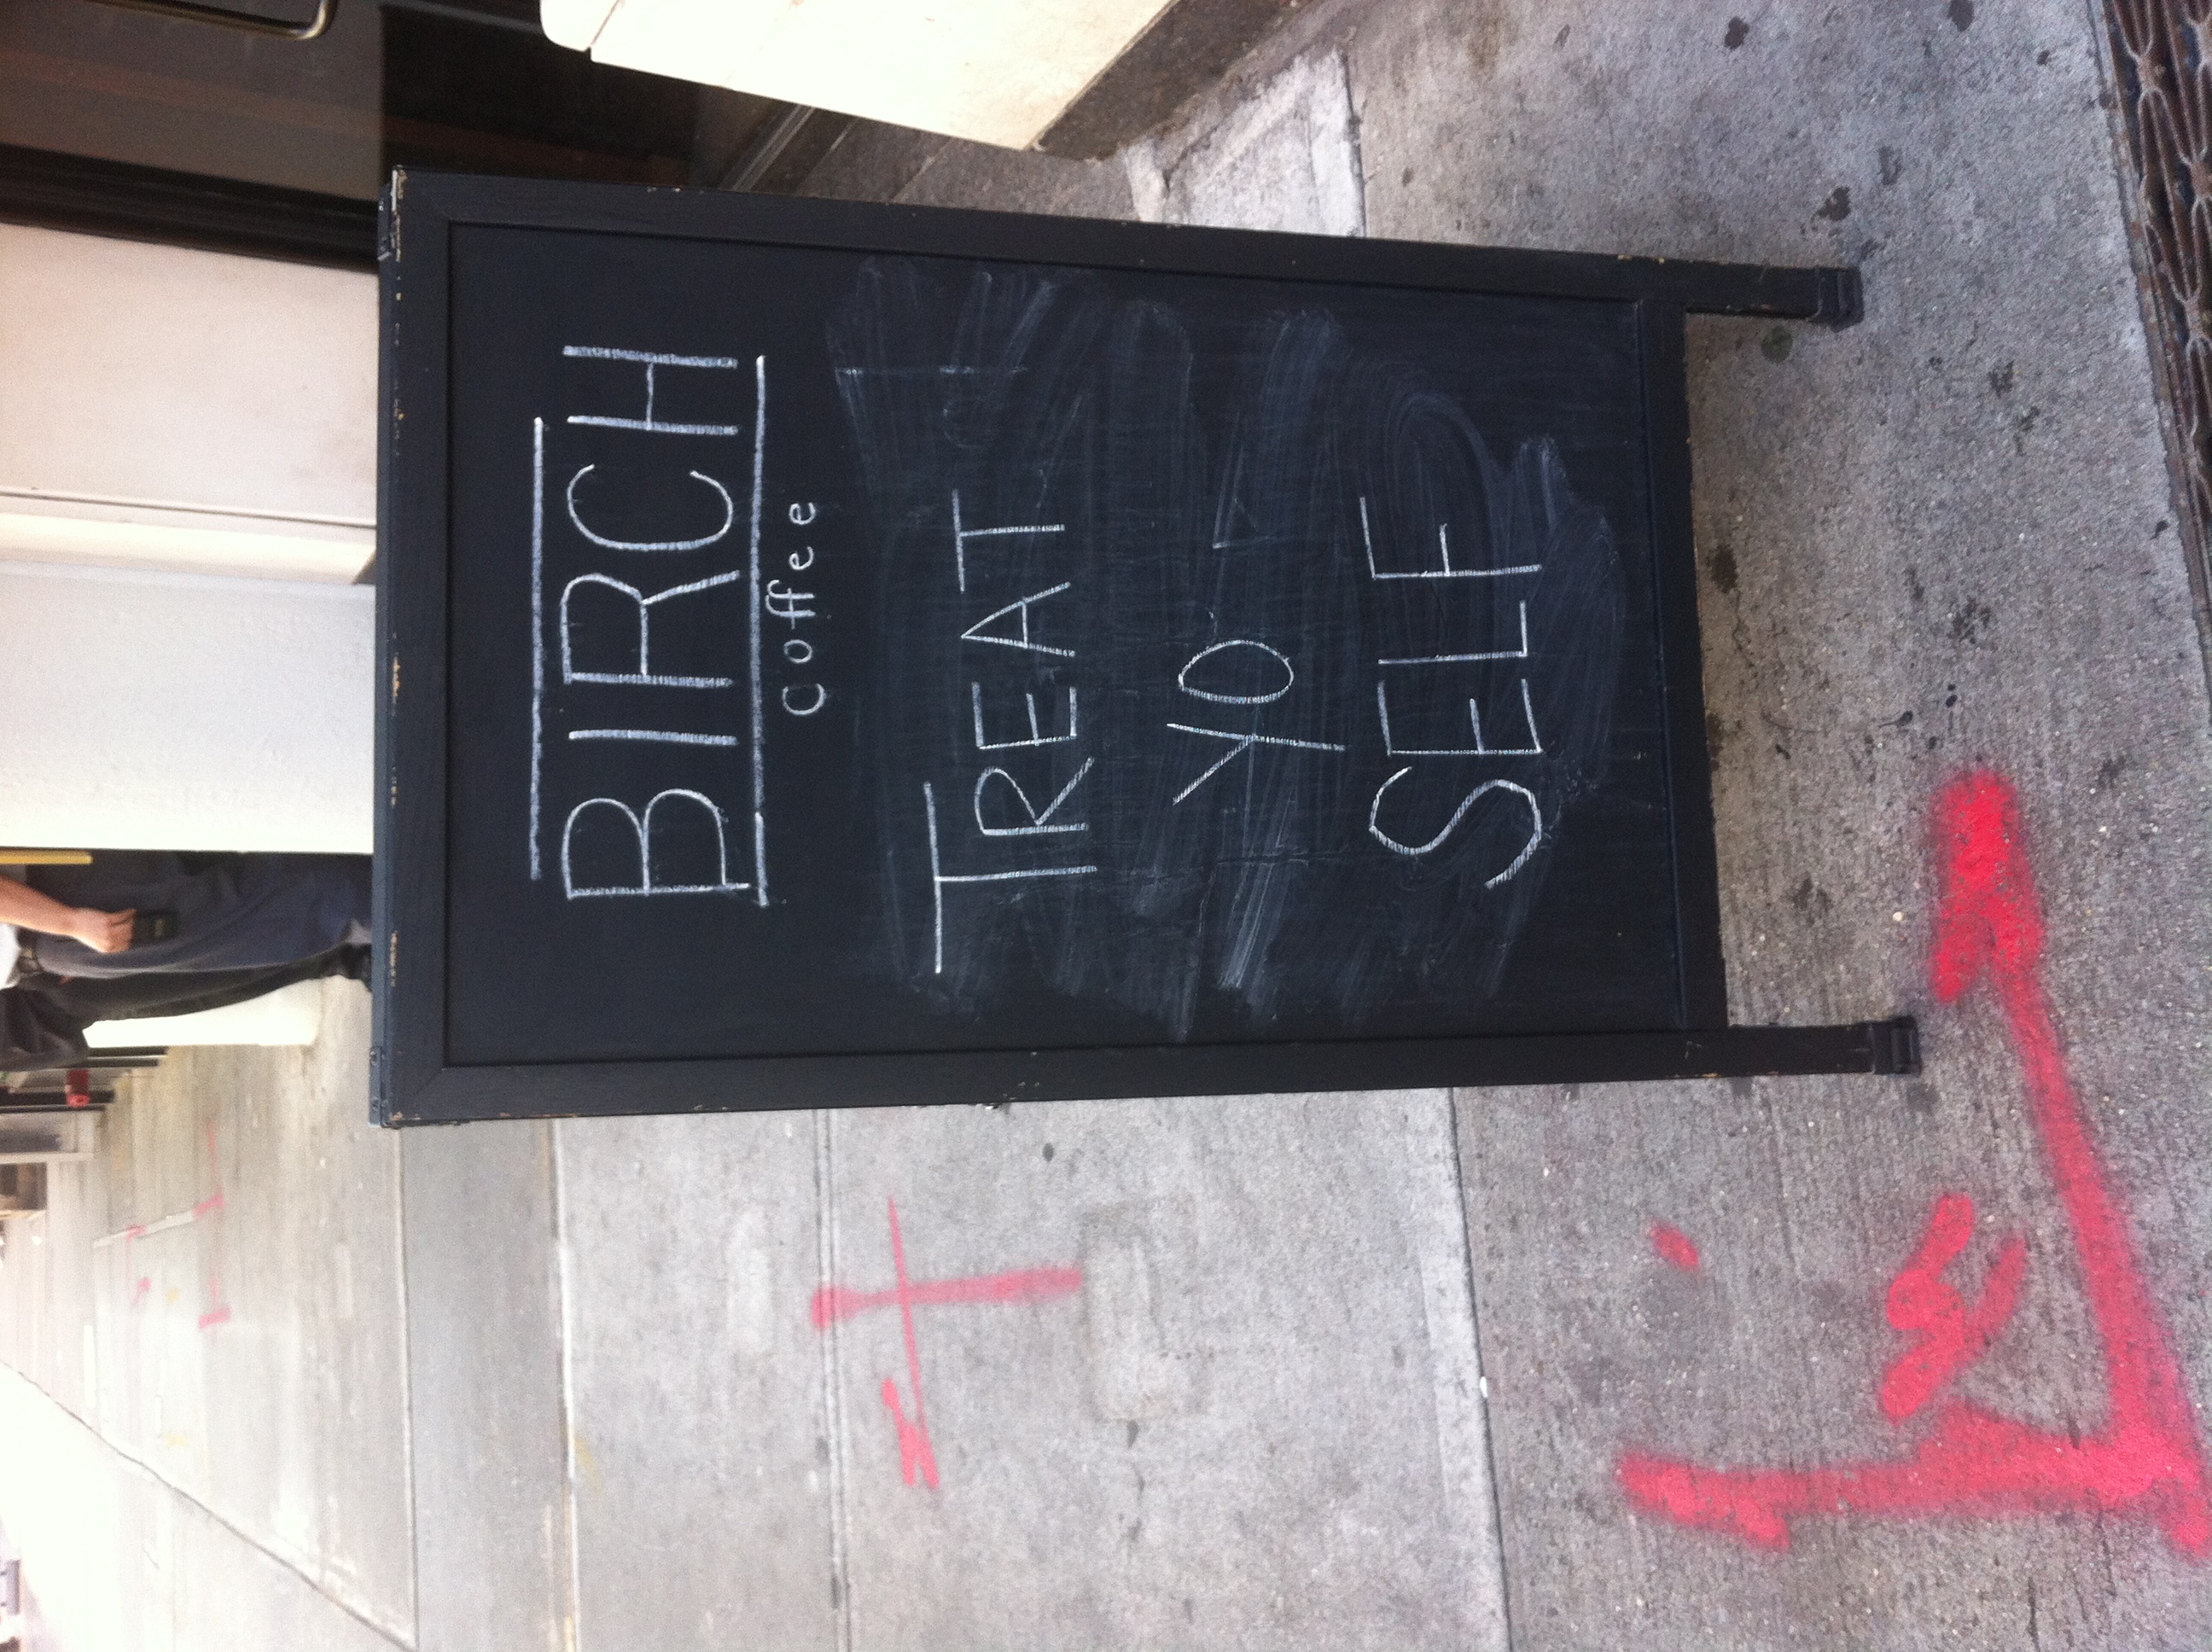 BIRCH
coffee
TREAT
YO'
SELF